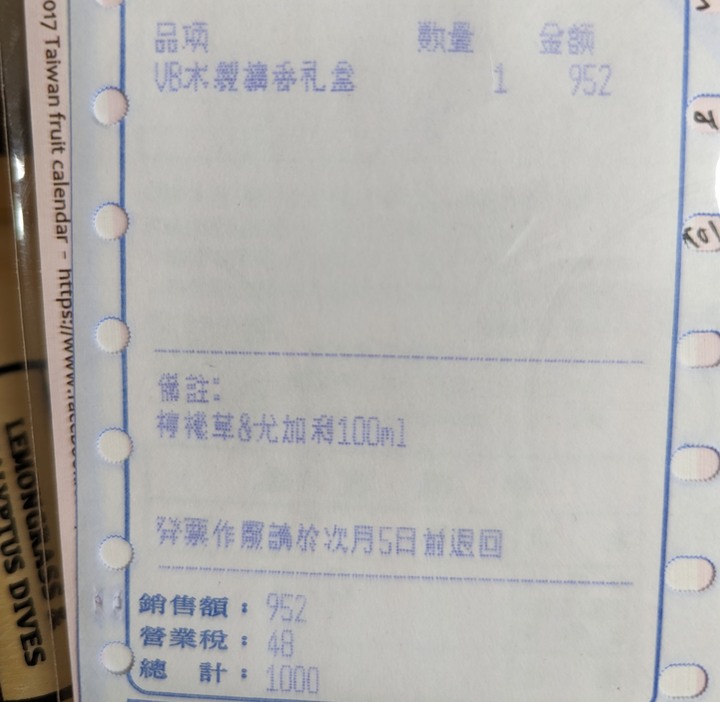 品項 數量 金額
VB木製擴香礼盒 1 952
備註:
檸檬草&尤加利100ml
發票作廢請於次月5日前退回
銷售額: 952
營業稅: 48
總 計: 1000
017 Taiwan fruit calendar - https://www.facebook
LEMONGRASS &
DIVES